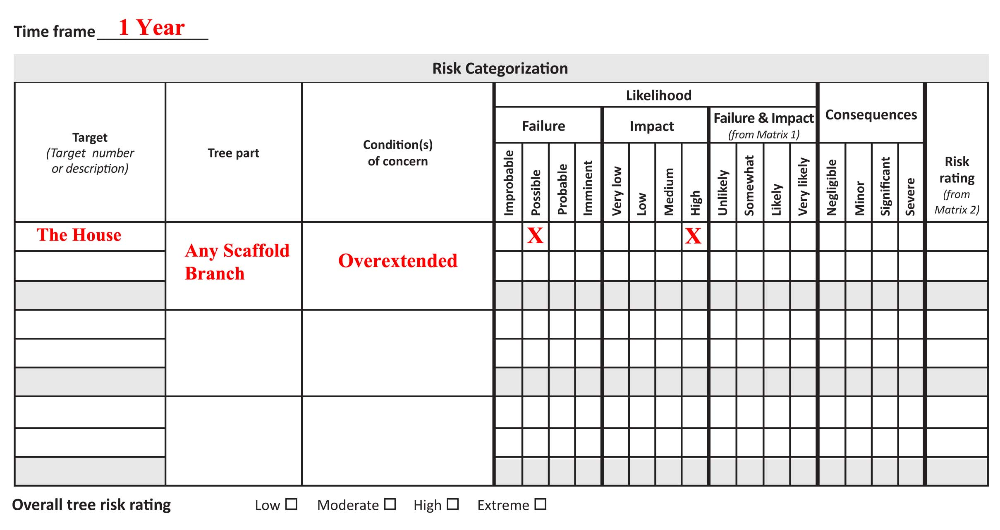 Time frame 1 Year
Risk Categorization
Target
(Target number
or description)
Tree part
Condition(s)
of concern
Likelihood
Failure
Impact
Failure & Impact
(from Matrix 1)
Consequences
Risk
rating
(from
Matrix 2)
Improbable
Possible
Probable
Imminent
Very low
Low
Medium
High
Unlikely
Somewhat
Likely
Very likely
Negligible
Minor
Significant
Severe
The House
Any Scaffold
Branch
Overextended
X
X
Overall tree risk rating Low Moderate High Extreme